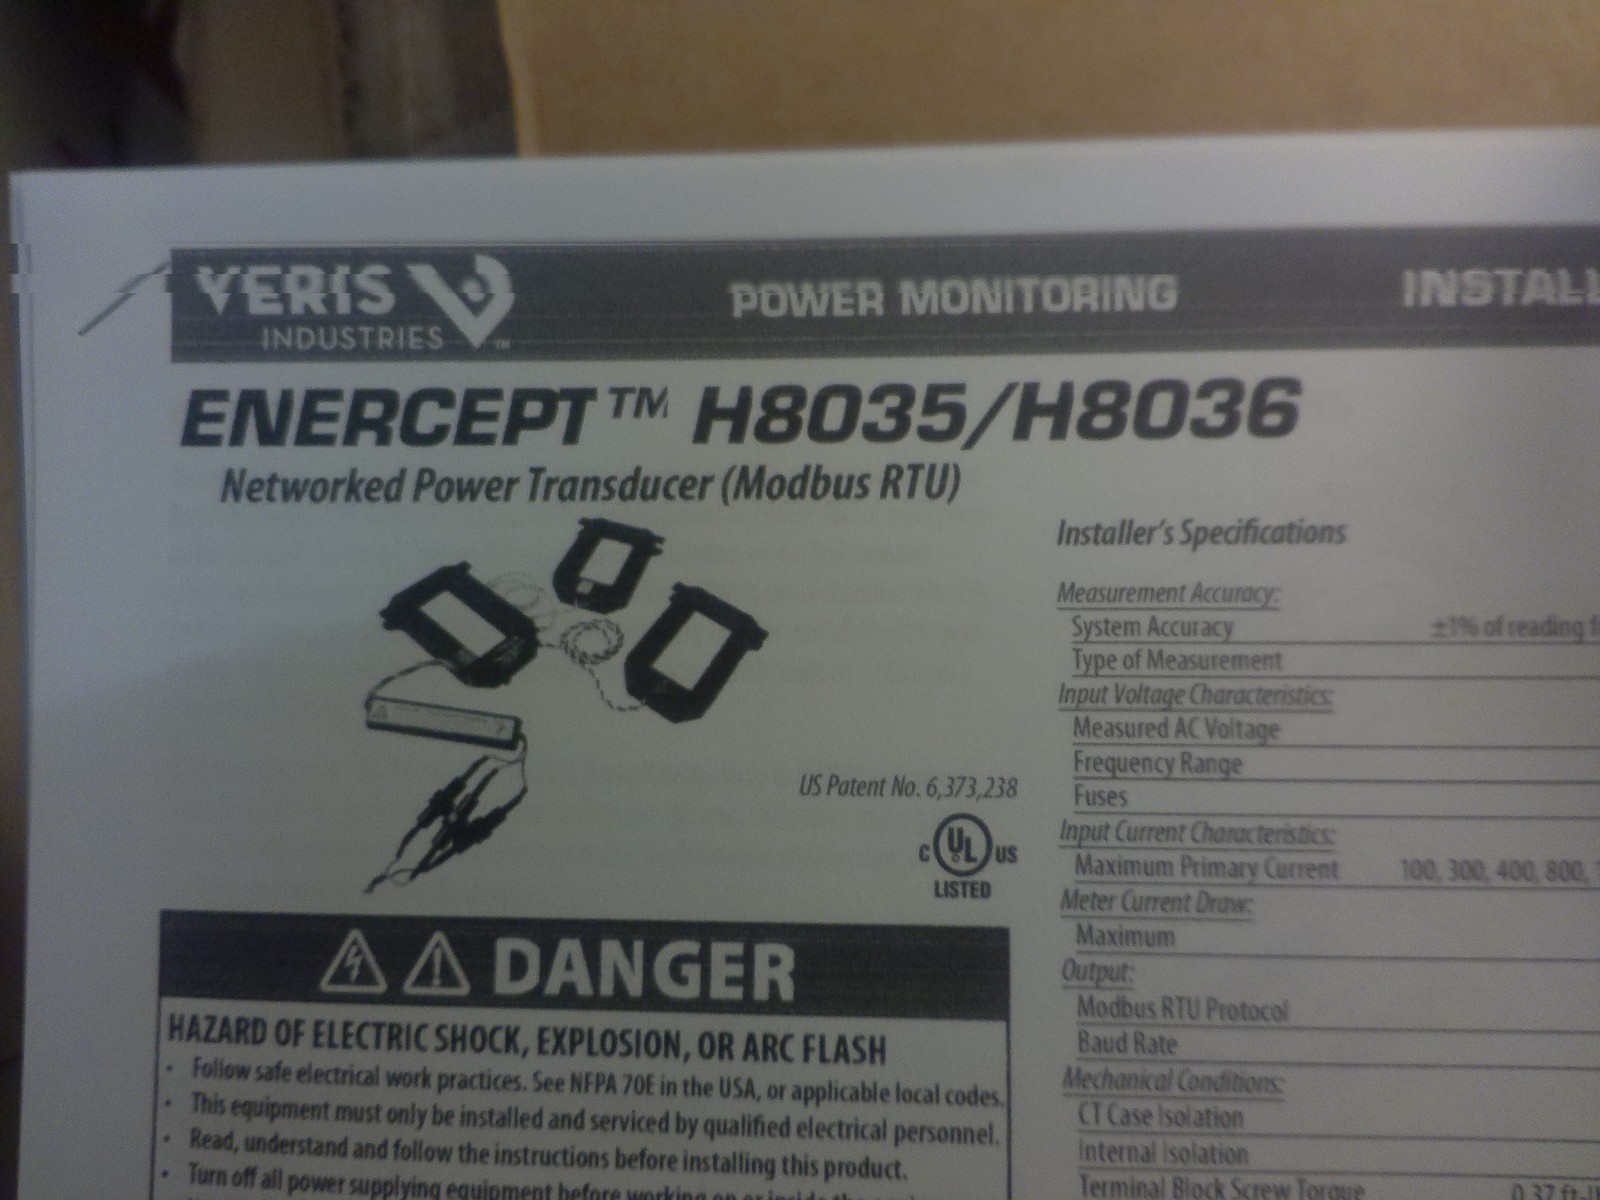 VERIS
INDUSTRIES™
POWER MONITORING
INSTALL
ENERCEPT™ H8035/H8036
Networked Power Transducer (Modbus RTU)
US Patent No. 6,373,238
C UL US
LISTED
DANGER
HAZARD OF ELECTRIC SHOCK, EXPLOSION, OR ARC FLASH
• Follow safe electrical work practices. See NFPA 70E in the USA, or applicable local codes.
• This equipment must only be installed and serviced by qualified electrical personnel.
• Read, understand and follow the instructions before installing this product.
• Turn off all power supplying equipment before working on or inside
Installer's Specifications
Measurement Accuracy:
System Accuracy ±1% of reading
Type of Measurement
Input Voltage Characteristics:
Measured AC Voltage
Frequency Range
Fuses
Input Current Characteristics:
Maximum Primary Current 100, 300, 400, 800,
Meter Current Draw:
Maximum
Output:
Modbus RTU Protocol
Baud Rate
Mechanical Conditions:
CT Case Isolation
Internal Isolation
Terminal Block Screw Torque 0.37